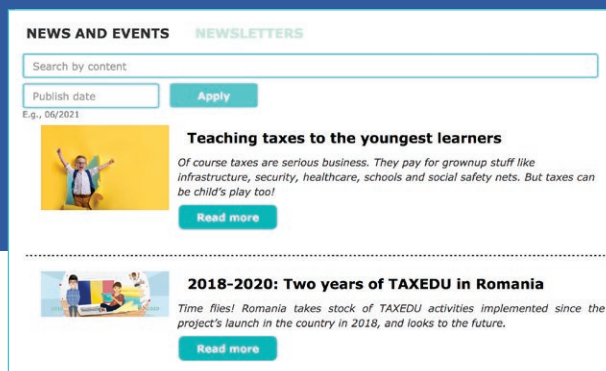 NEWS AND EVENTS NEWSLETTERS
Search by content
Publish date Apply
E.g., 06/2021
Teaching taxes to the youngest learners
Of course taxes are serious business. They pay for grownup stuff like
infrastructure, security, healthcare, schools and social safety nets. But taxes can
be child's play too!
Read more
2018-2020: Two years of TAXEDU in Romania
Time flies! Romania takes stock of TAXEDU activities implemented since the
project's launch in the country in 2018, and looks to the future.
Read more